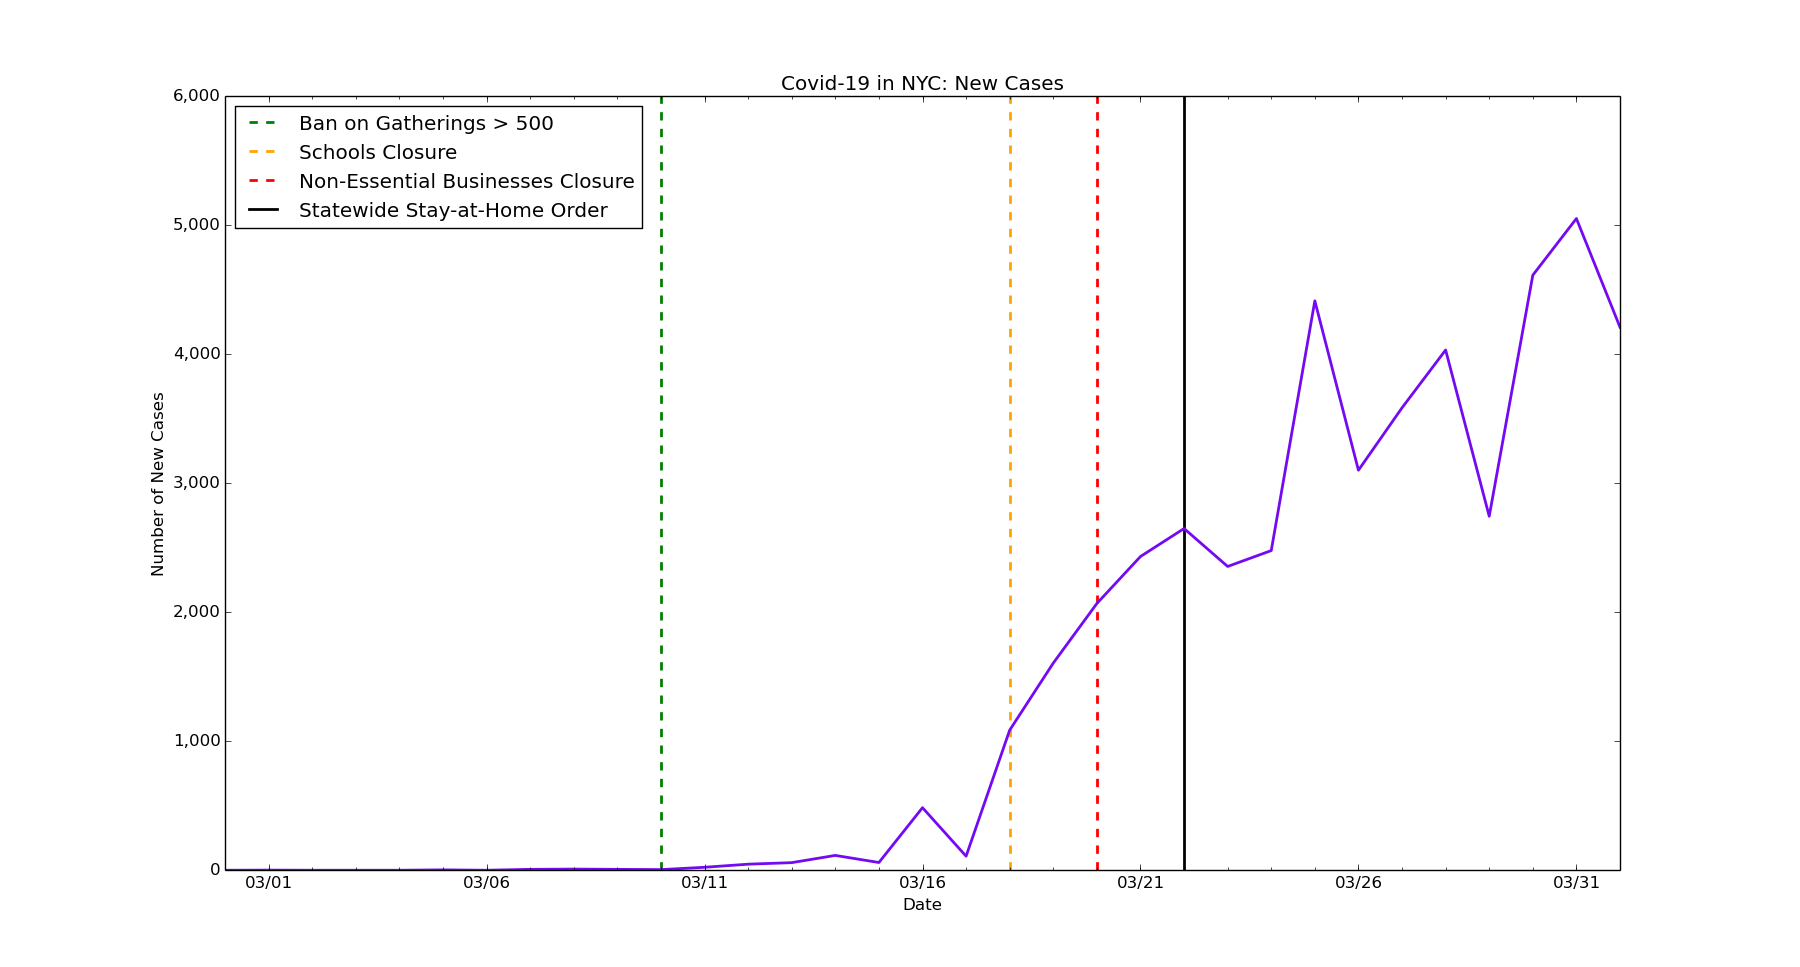 Covid-19 in NYC: New Cases
6,000
Ban on Gatherings > 500
Schools Closure
Non-Essential Businesses Closure
Statewide Stay-at-Home Order
5,000
4,000
3,000
2,000
1,000
0
Number of New Cases
03/01 03/06 03/11 03/16 03/21 03/26 03/31
Date